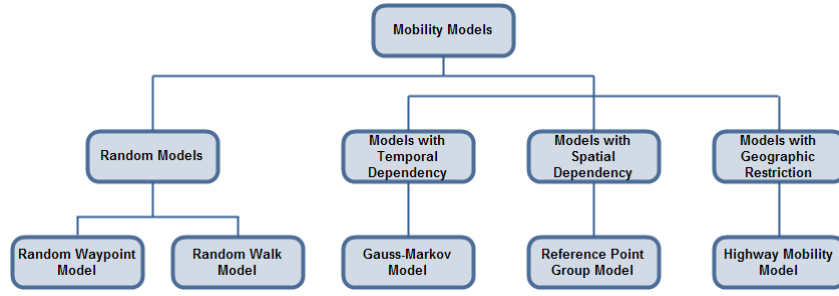 Mobility Models
Random Models
Models with
Temporal
Dependency
Models with
Spatial
Dependency
Models with
Geographic
Restriction
Random Waypoint
Model
Random Walk
Model
Gauss-Markov
Model
Reference Point
Group Model
Highway Mobility
Model